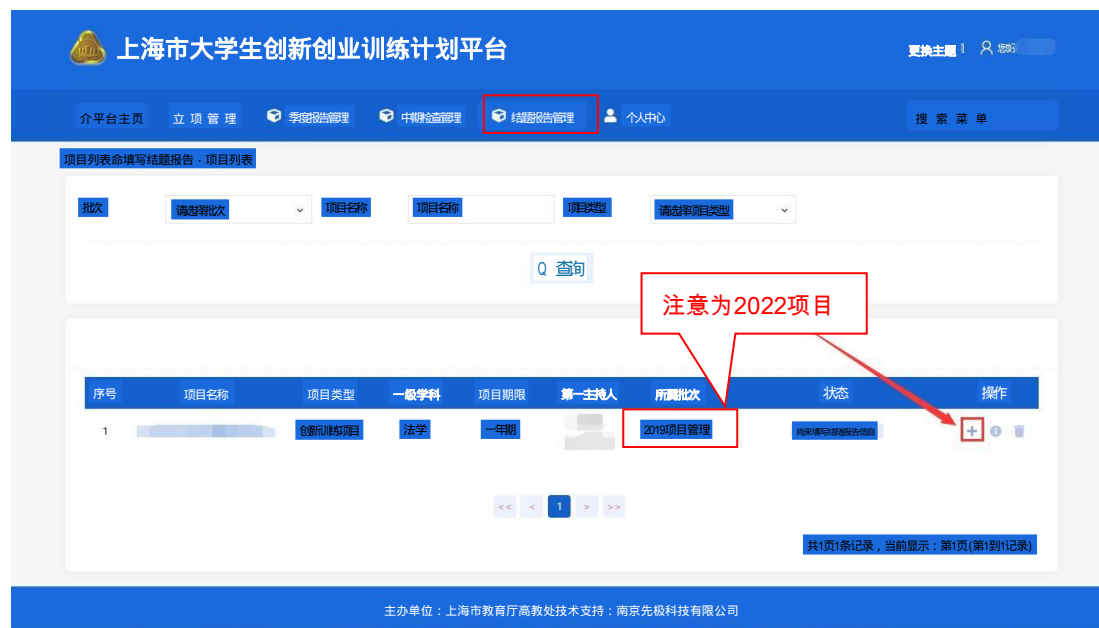 上海市大学生创新创业训练计划平台
更换主题
您好
介平台主页 立项管理 季度报告管理 中期检查管理 结题报告管理 个人中心 搜索菜单
项目列表命填写结题报告 · 项目列表
批次 请选择批次 项目名称 项目名称 项目类型 请选择项目类型
Q 查询
注意为2022项目
序号 项目名称 项目类型 一级学科 项目期限 第一主持人 所属批次 状态 操作
1 创新训练项目 法学 一年期 2019项目管理 尚未填写结题报告信息
<< < 1 > >>
共1页1条记录，当前显示：第1页(第1到1记录)
主办单位：上海市教育厅高教处技术支持：南京先极科技有限公司